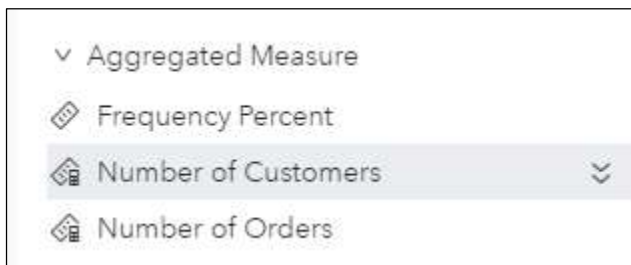 Aggregated Measure
Frequency Percent
Number of Customers
Number of Orders